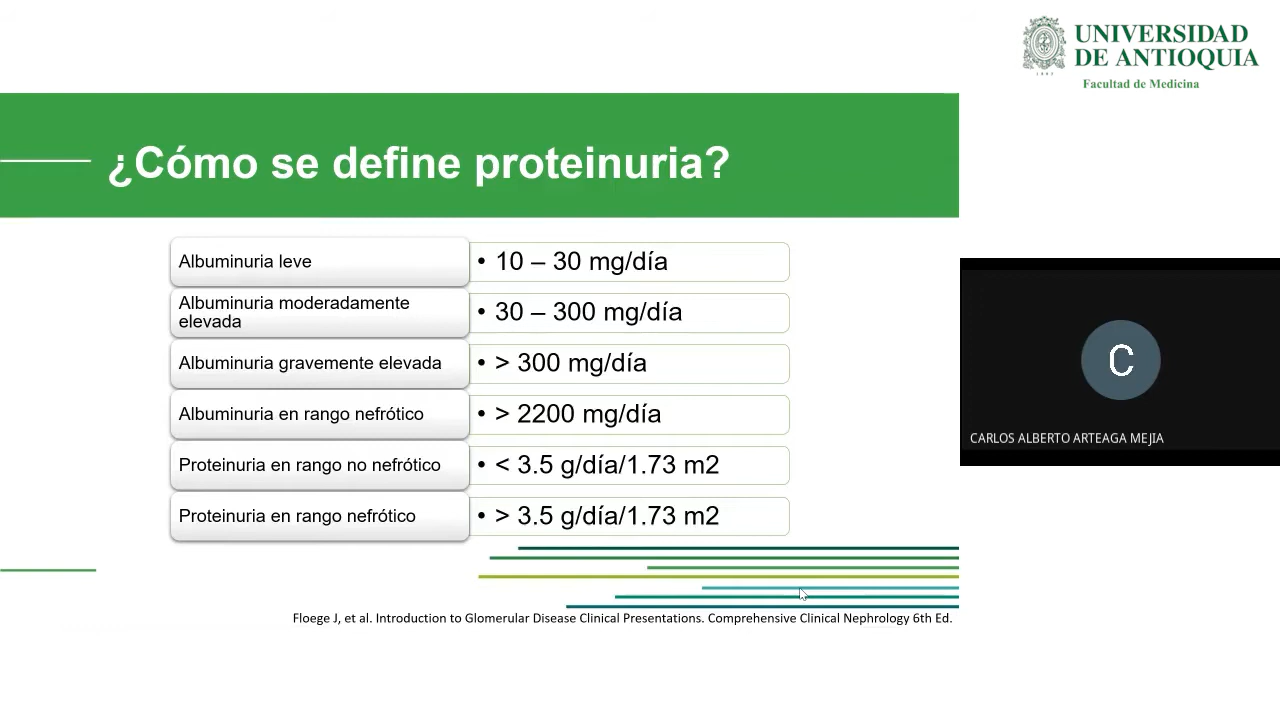 UNIVERSIDAD
DE ANTIOQUIA
1803
Facultad de Medicina
¿Cómo se define proteinuria?
Albuminuria leve
• 10 – 30 mg/día
Albuminuria moderadamente
elevada
• 30 – 300 mg/día
Albuminuria gravemente elevada
• > 300 mg/día
Albuminuria en rango nefrótico
• > 2200 mg/día
Proteinuria en rango no nefrótico
• < 3.5 g/día/1.73 m2
Proteinuria en rango nefrótico
• > 3.5 g/día/1.73 m2
C
CARLOS ALBERTO ARTEAGA MEJIA
Floege J, et al. Introduction to Glomerular Disease Clinical Presentations. Comprehensive Clinical Nephrology 6th Ed.